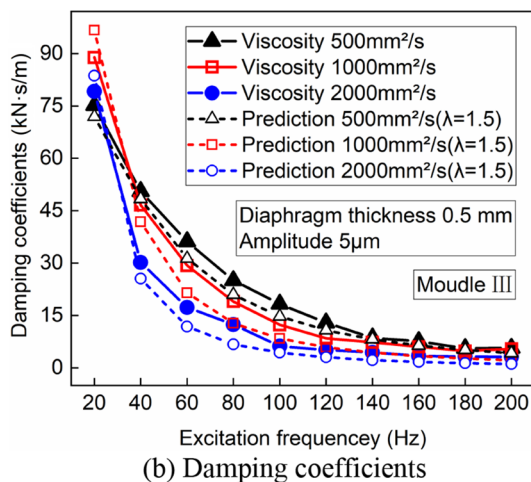 Viscosity 500mm²/s
Viscosity 1000mm²/s
Viscosity 2000mm²/s
Prediction 500mm²/s(λ=1.5)
Prediction 1000mm²/s(λ=1.5)
Prediction 2000mm²/s(λ=1.5)
Diaphragm thickness 0.5 mm
Amplitude 5μm
Moudle Ⅲ
Damping coefficients (kN·s/m)
90
75
60
45
30
15
0
20 40 60 80 100 120 140 160 180 200
Excitation frequencey (Hz)
(b) Damping coefficients